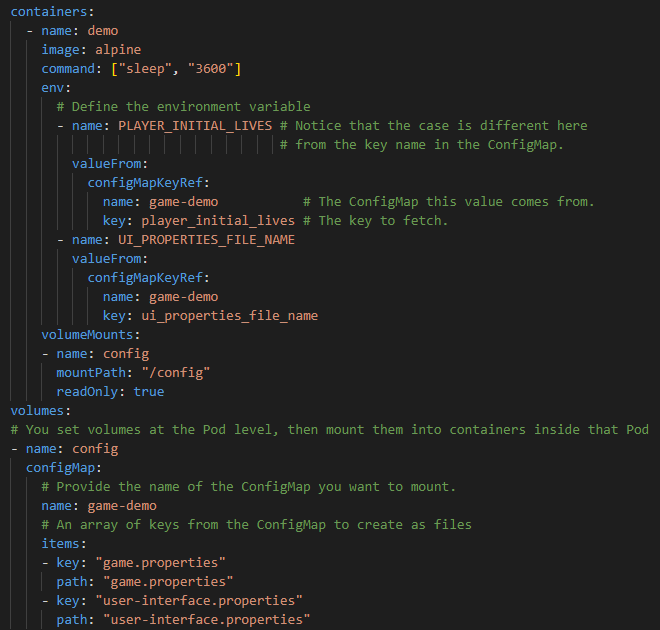 containers:
  - name: demo
    image: alpine
    command: ["sleep", "3600"]
    env:
      # Define the environment variable
      - name: PLAYER_INITIAL_LIVES # Notice that the case is different here
                                   # from the key name in the ConfigMap.
        valueFrom:
          configMapKeyRef:
            name: game-demo           # The ConfigMap this value comes from.
            key: player_initial_lives # The key to fetch.
      - name: UI_PROPERTIES_FILE_NAME
        valueFrom:
          configMapKeyRef:
            name: game-demo
            key: ui_properties_file_name
    volumeMounts:
    - name: config
      mountPath: "/config"
      readOnly: true
volumes:
# You set volumes at the Pod level, then mount them into containers inside that Pod
- name: config
  configMap:
    # Provide the name of the ConfigMap you want to mount.
    name: game-demo
    # An array of keys from the ConfigMap to create as files
    items:
    - key: "game.properties"
      path: "game.properties"
    - key: "user-interface.properties"
      path: "user-interface.properties"